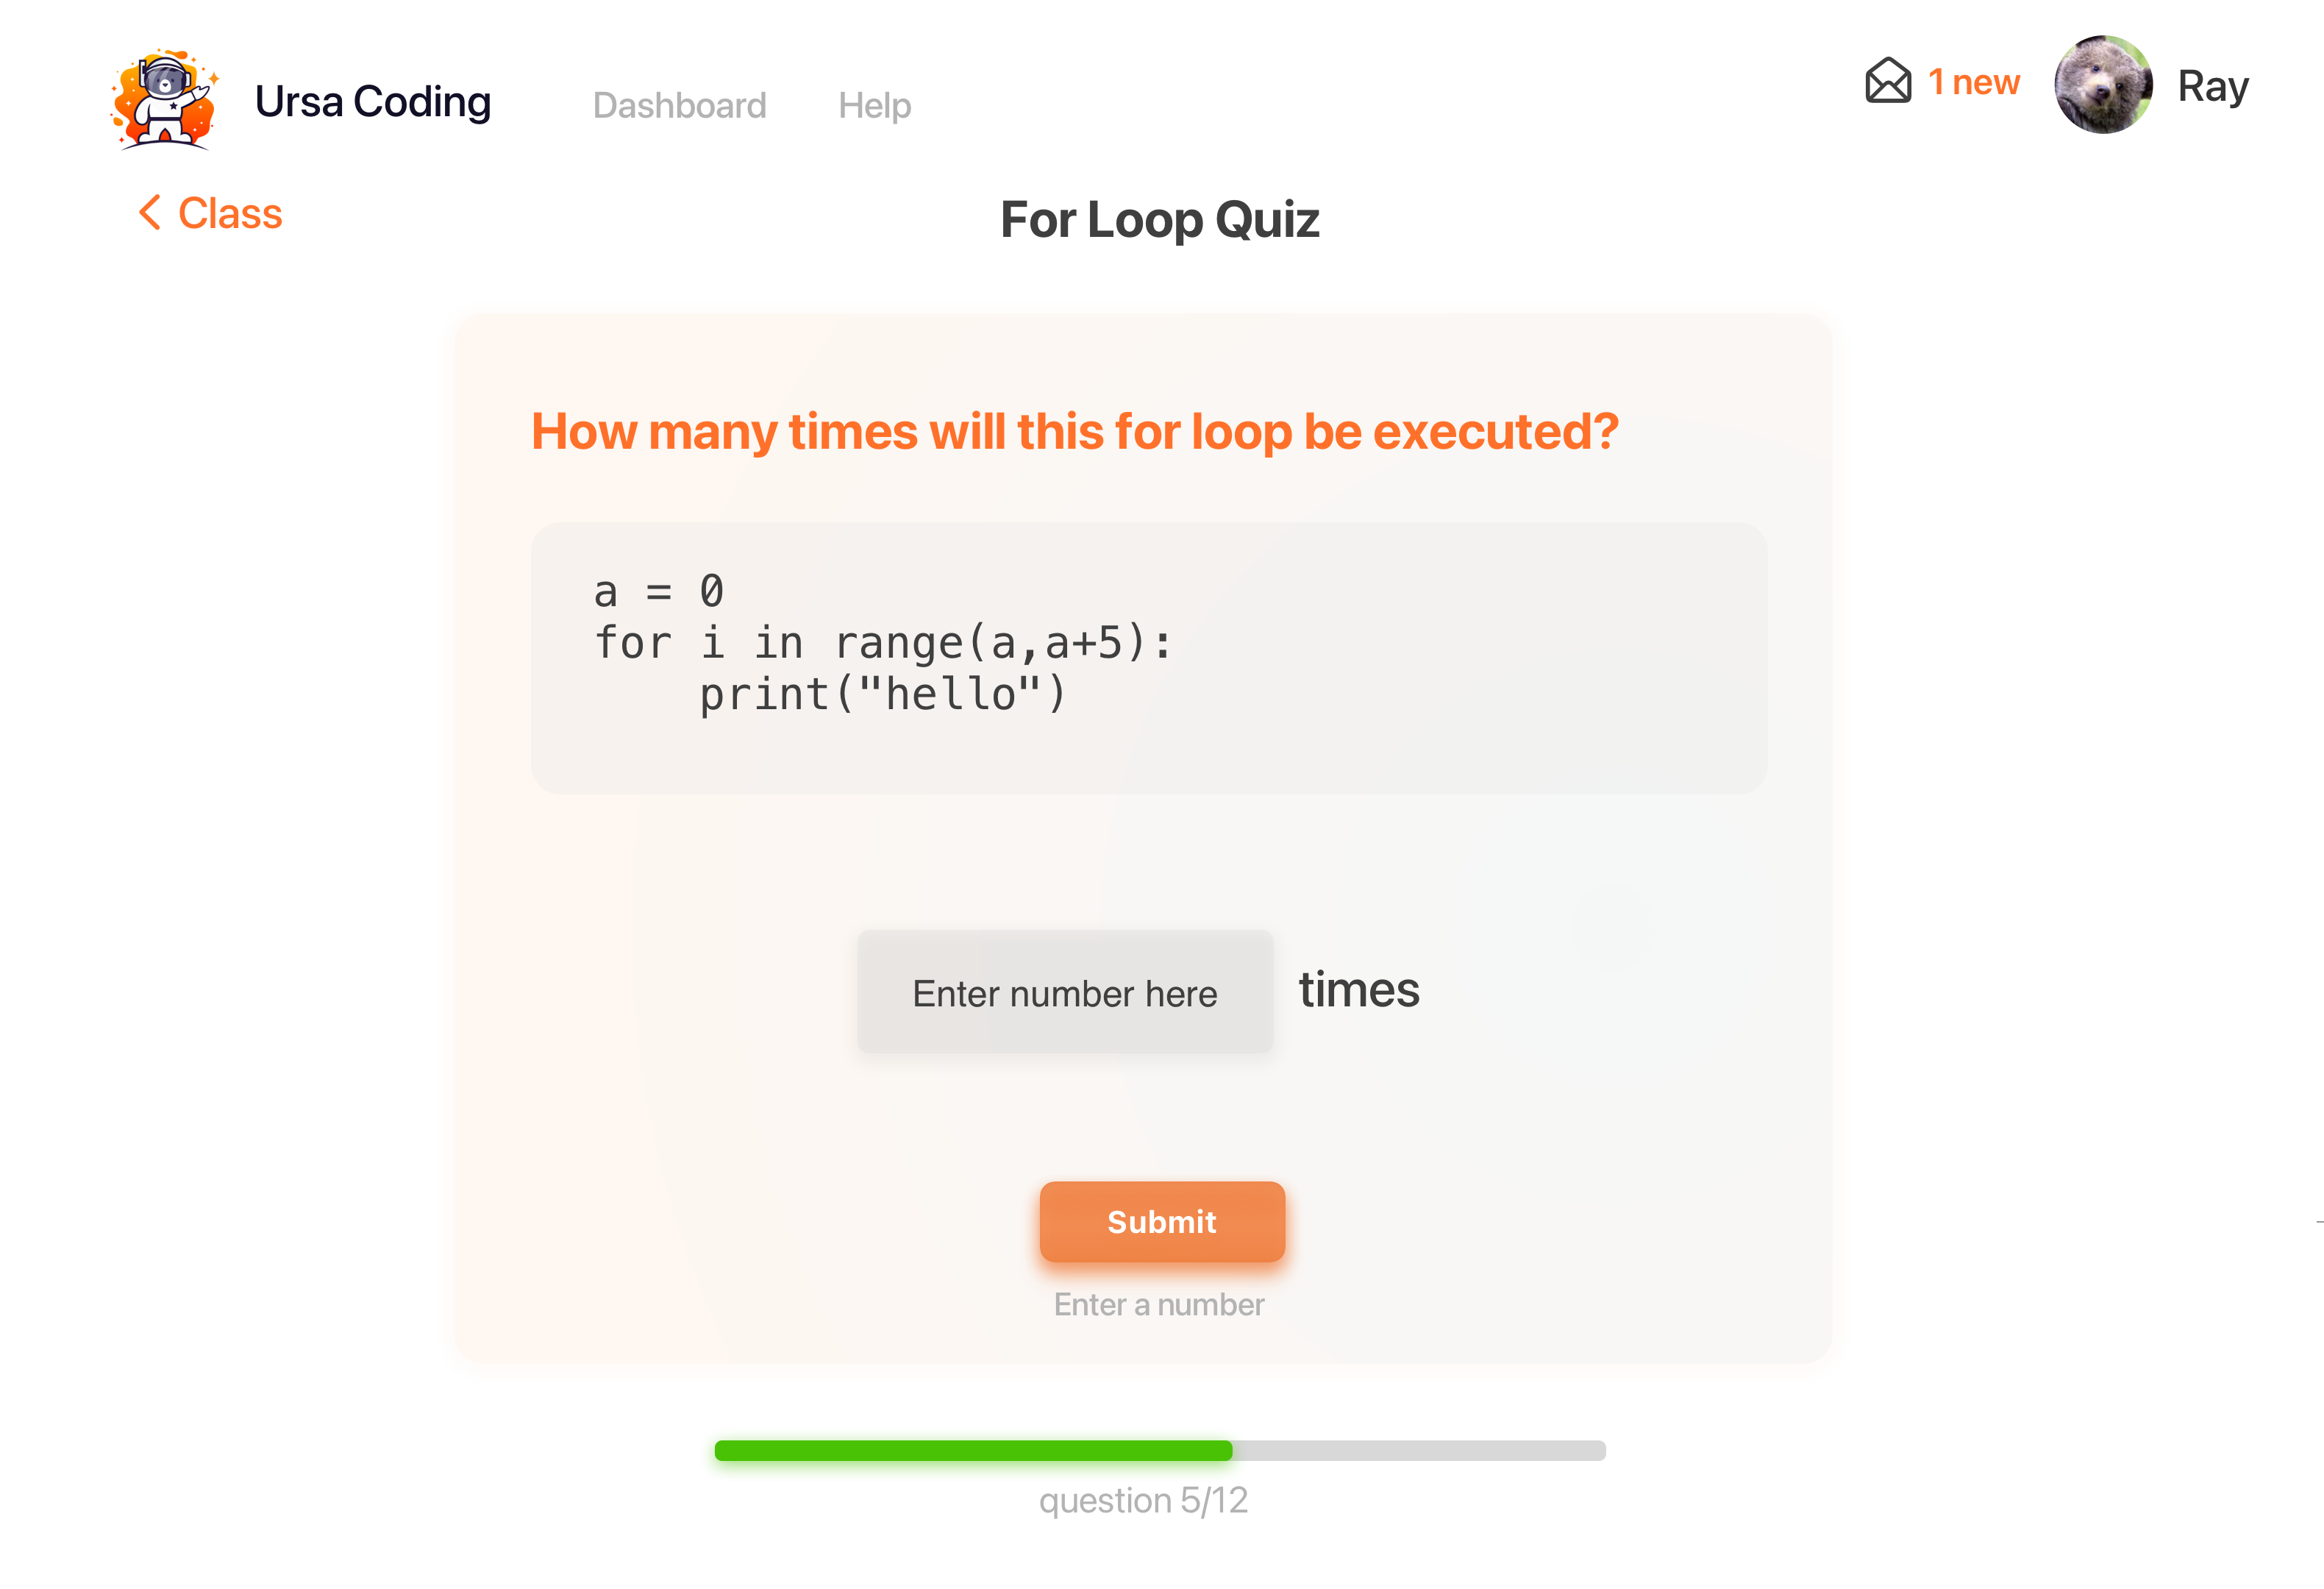 Ursa Coding
Dashboard
Help
1 new
Ray
Class
For Loop Quiz
How many times will this for loop be executed?
a = 0
for i in range(a,a+5):
    print("hello")
Enter number here
times
Submit
Enter a number
question 5/12